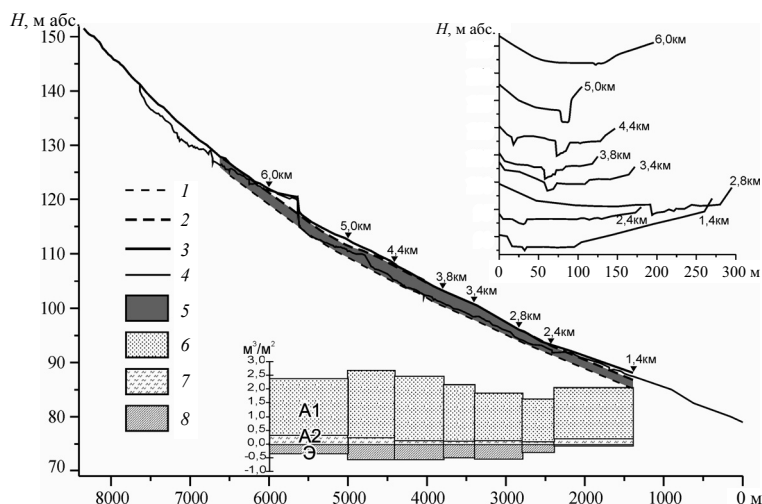 H, м абс.
150
140
130
120
110
100
90
80
70
8000 7000 6000 5000 4000 3000 2000 1000 0 м
6,0км
5,0км
4,4км
3,8км
3,4км
2,8км
2,4км
1,4км
1
2
3
4
5
6
7
8
м³/м²
3,0
2,5
2,0
1,5
1,0
0,5
0,0
-0,5
-1,0
А1
А2
Э
H, м абс.
6,0км
5,0км
4,4км
3,8км
3,4км
2,8км
2,4км
1,4км
0 50 100 150 200 250 300 м